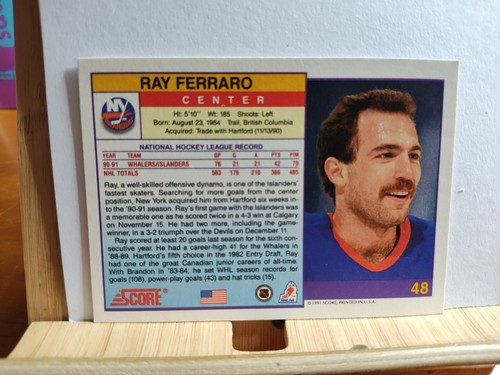 RAY FERRARO
CENTER
NY
Ht: 5'10" Wt: 185 Shoots: Left
Born: August 23, 1964 Trail, British Columbia
Acquired: Trade with Hartford (11/13/90)
NATIONAL HOCKEY LEAGUE RECORD
YEAR TEAM GP G A PTS PIM
90-91 WHALERS/ISLANDERS 76 21 21 42 70
NHL TOTALS 503 176 210 386 485
Ray, a well-skilled offensive dynamo, is one of the Islanders'
fastest skaters. Searching for more goals from the center
position, New York acquired him from Hartford six weeks in-
to the '90-91 season. Ray's first game with the Islanders was
a memorable one as he scored twice in a 4-3 win at Calgary
on November 15. He had two more, including the game-
winner, in a 3-2 triumph over the Devils on December 11.
Ray scored at least 20 goals last season for the sixth con-
secutive year. He had a career-high 41 for the Whalers in
'88-89. Hartford's fifth choice in the 1982 Entry Draft, Ray
had one of the great Canadian junior careers of all-time.
With Brandon in '83-84, he set WHL season records for
goals (108), power-play goals (43) and hat tricks (15).
SCORE
48
© 1991 SCORE, PRINTED IN U.S.A.